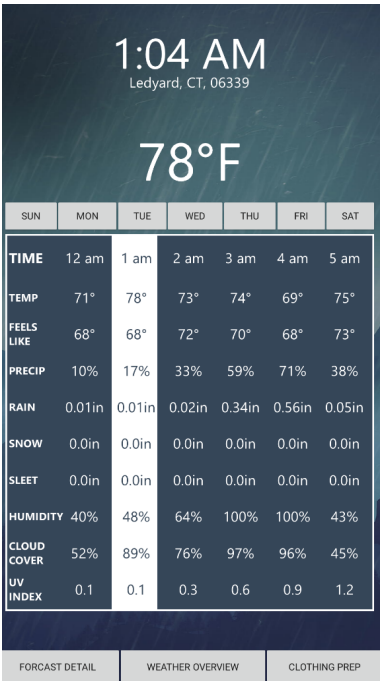 1:04 AM
Ledyard, CT, 06339
78°F
SUN MON TUE WED THU FRI SAT
TIME 12 am 1 am 2 am 3 am 4 am 5 am
TEMP 71° 78° 73° 74° 69° 75°
FEELS
LIKE 68° 68° 72° 70° 68° 73°
PRECIP 10% 17% 33% 59% 71% 38%
RAIN 0.01in 0.01in 0.02in 0.34in 0.56in 0.05in
SNOW 0.0in 0.0in 0.0in 0.0in 0.0in 0.0in
SLEET 0.0in 0.0in 0.0in 0.0in 0.0in 0.0in
HUMIDITY 40% 48% 64% 100% 100% 43%
CLOUD
COVER 52% 89% 76% 97% 96% 45%
UV
INDEX 0.1 0.1 0.3 0.6 0.9 1.2
FORCAST DETAIL WEATHER OVERVIEW CLOTHING PREP